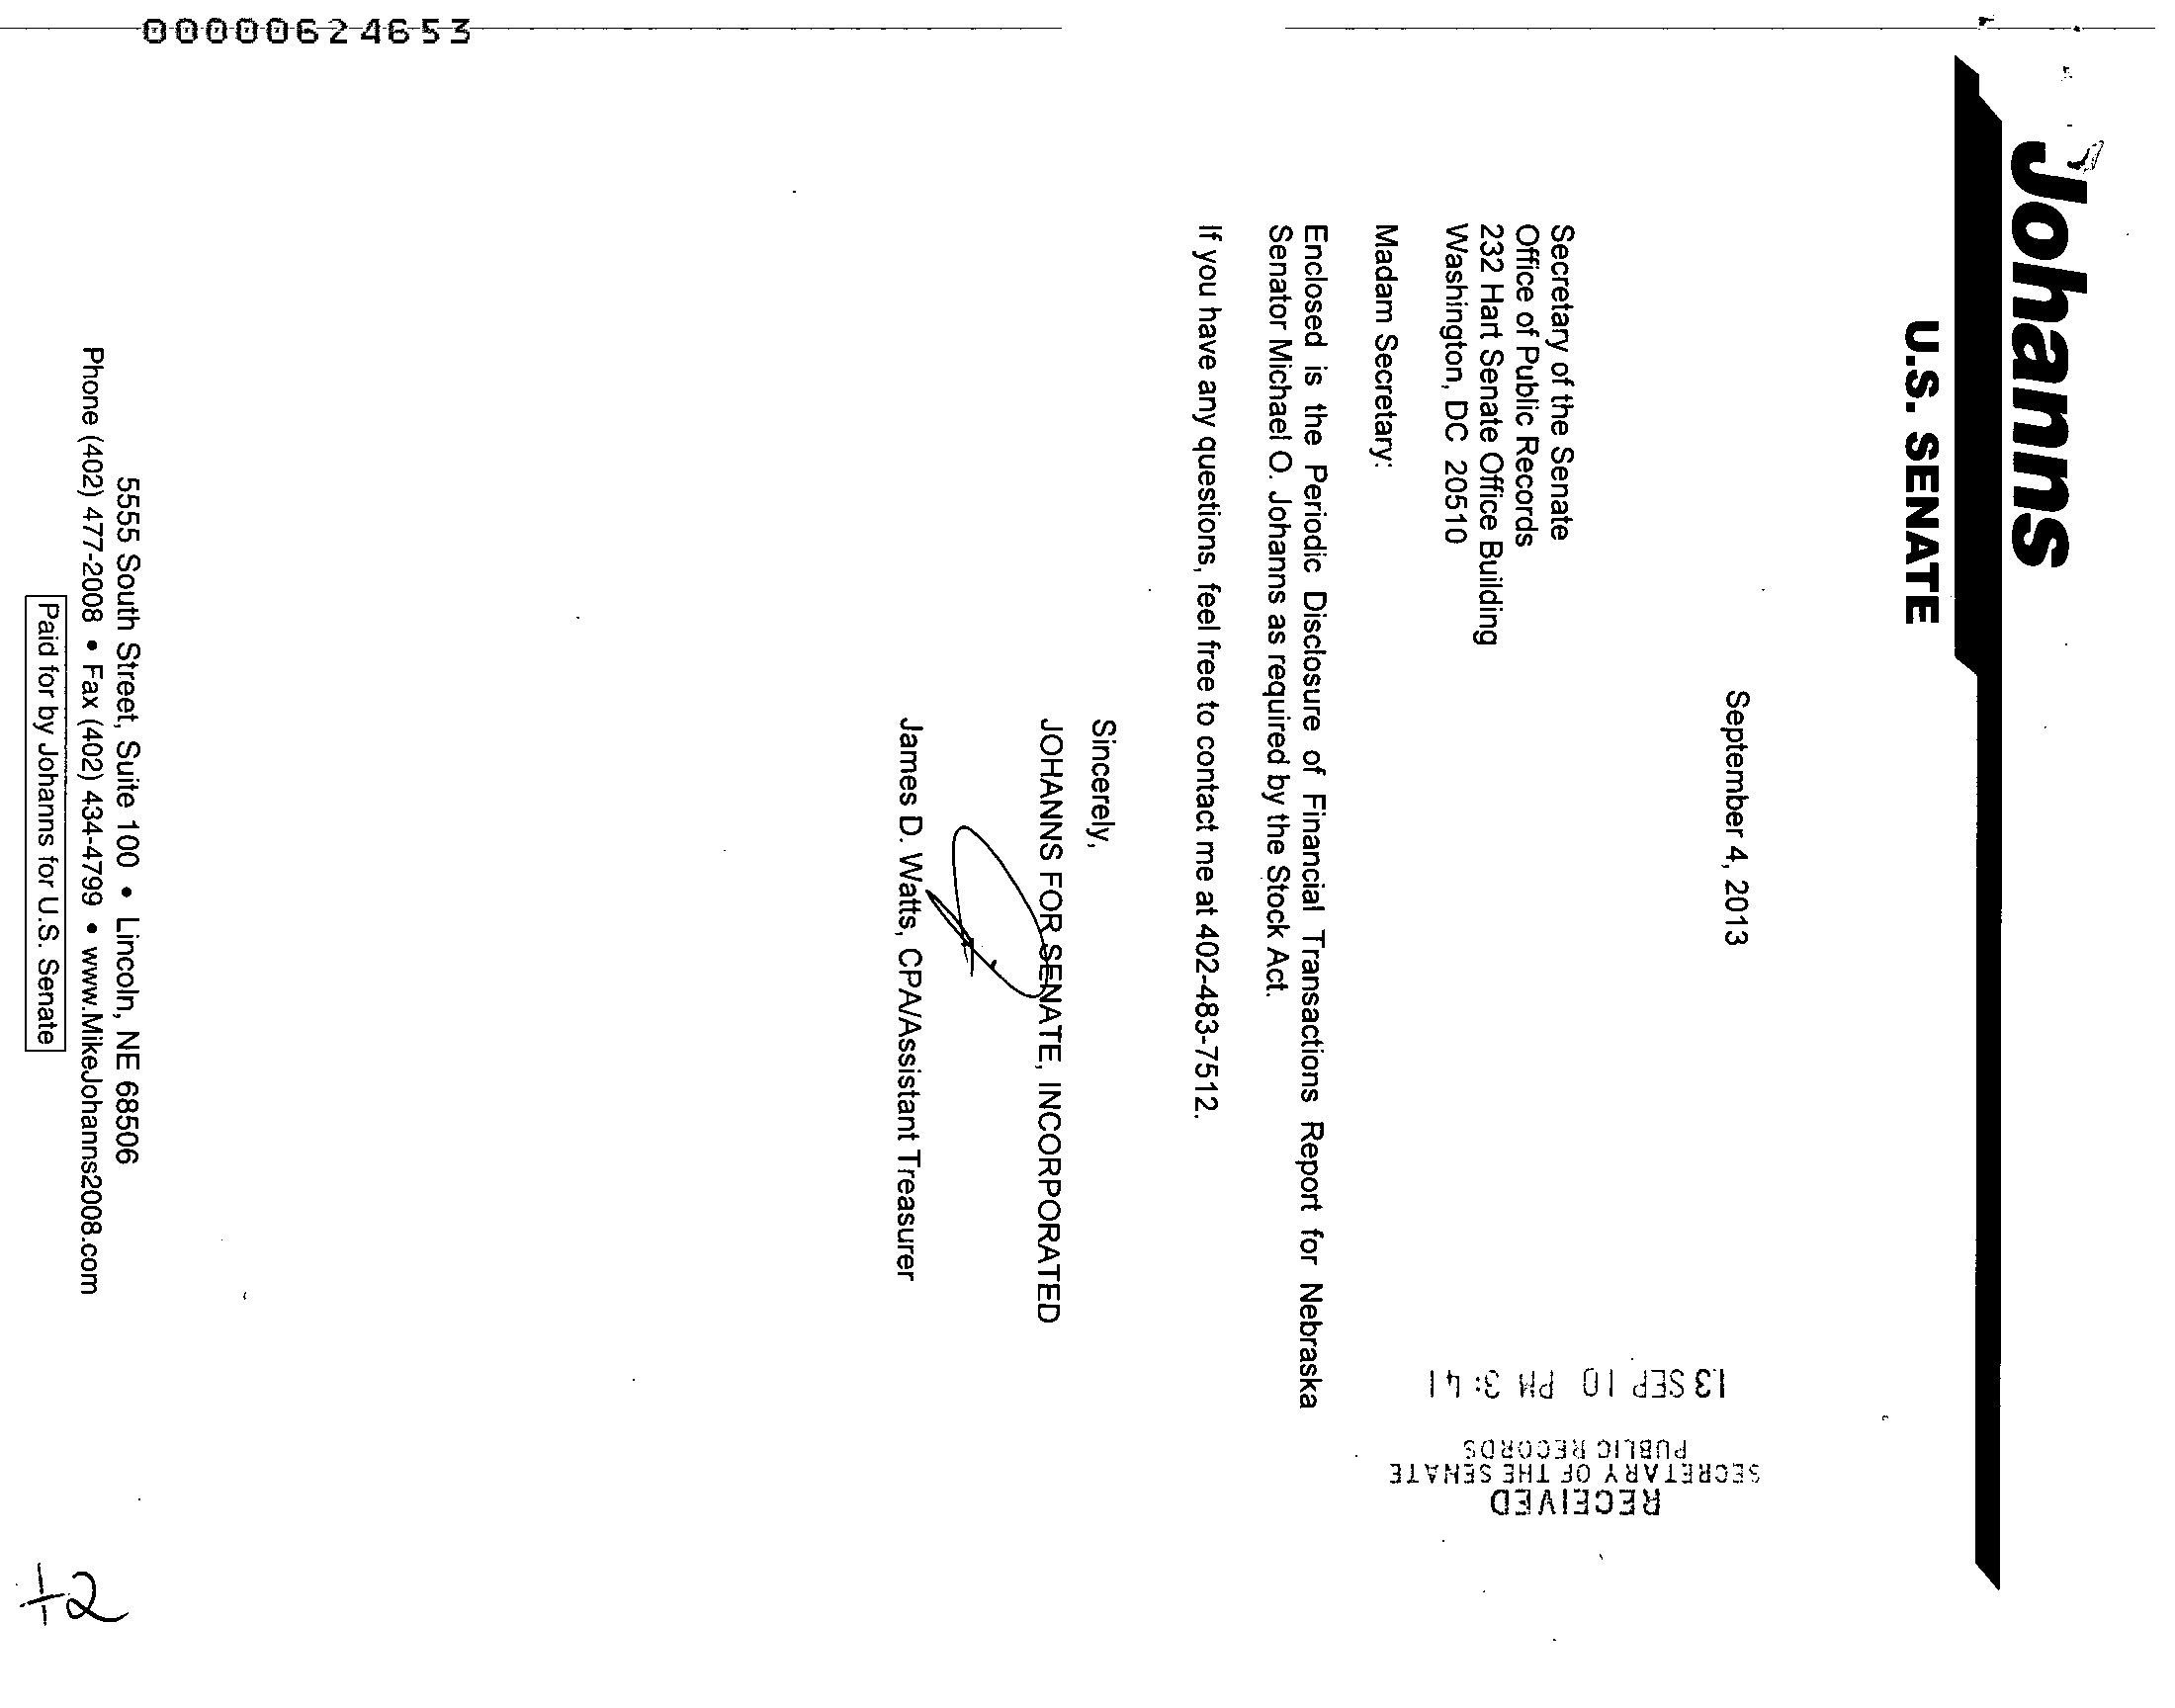 00000624653
Johanns
U.S. SENATE
September 4, 2013
RECEIVED
SECRETARY OF THE SENATE
PUBLIC RECORDS
13 SEP 10 PM 3:41
Secretary of the Senate
Office of Public Records
232 Hart Senate Office Building
Washington, DC 20510
Madam Secretary:
Enclosed is the Periodic Disclosure of Financial Transactions Report for Nebraska
Senator Michael O. Johanns as required by the Stock Act.
If you have any questions, feel free to contact me at 402-483-7512.
Sincerely,
JOHANNS FOR SENATE, INCORPORATED
James D. Watts, CPA/Assistant Treasurer
5555 South Street, Suite 100 • Lincoln, NE 68506
Phone (402) 477-2008 • Fax (402) 434-4799 • www.MikeJohanns2008.com
Paid for by Johanns for U.S. Senate
+2